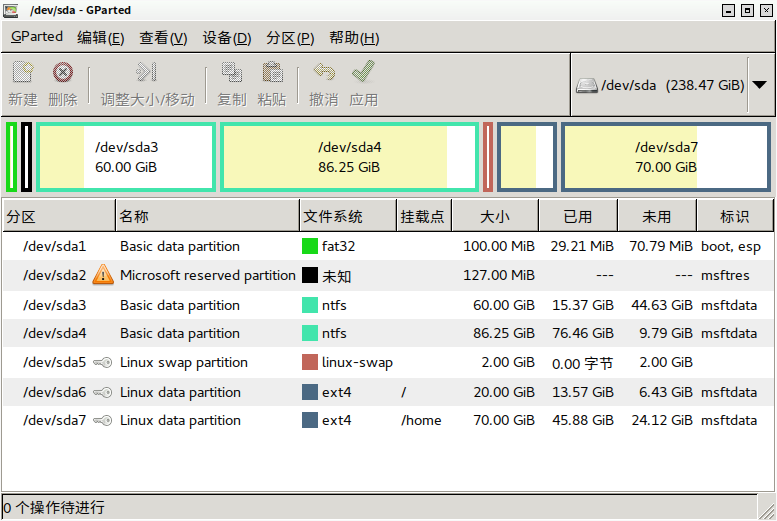 /dev/sda - GParted
GParted 编辑(E) 查看(V) 设备(D) 分区(P) 帮助(H)
新建 删除 调整大小/移动 复制 粘贴 撤消 应用 /dev/sda (238.47 GiB)
/dev/sda3 /dev/sda4 /dev/sda7
60.00 GiB 86.25 GiB 70.00 GiB
分区 名称 文件系统 挂载点 大小 已用 未用 标识
/dev/sda1 Basic data partition fat32 100.00 MiB 29.21 MiB 70.79 MiB boot, esp
/dev/sda2 Microsoft reserved partition 未知 127.00 MiB --- --- msftres
/dev/sda3 Basic data partition ntfs 60.00 GiB 15.37 GiB 44.63 GiB msftdata
/dev/sda4 Basic data partition ntfs 86.25 GiB 76.46 GiB 9.79 GiB msftdata
/dev/sda5 Linux swap partition linux-swap 2.00 GiB 0.00 字节 2.00 GiB
/dev/sda6 Linux data partition ext4 / 20.00 GiB 13.57 GiB 6.43 GiB msftdata
/dev/sda7 Linux data partition ext4 /home 70.00 GiB 45.88 GiB 24.12 GiB msftdata
0 个操作待进行